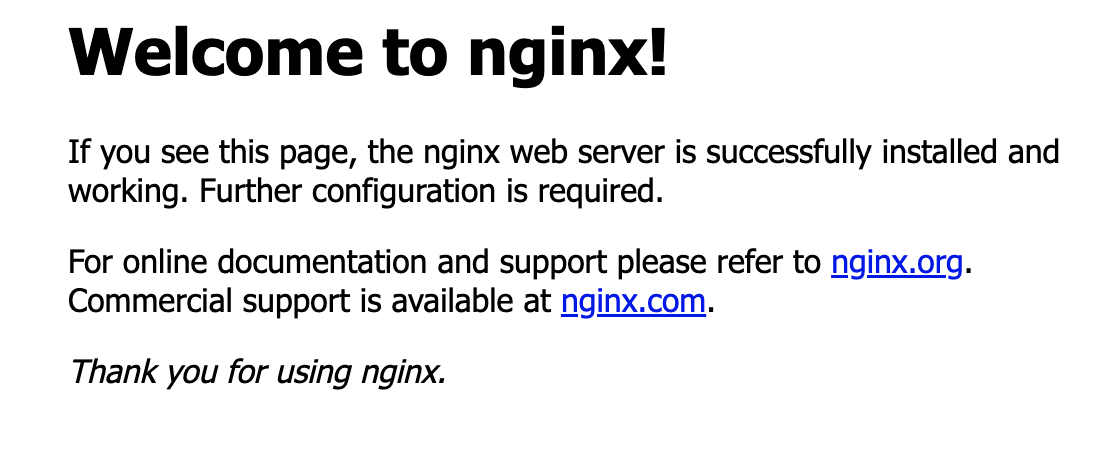 Welcome to nginx!
If you see this page, the nginx web server is successfully installed and
working. Further configuration is required.
For online documentation and support please refer to nginx.org.
Commercial support is available at nginx.com.
Thank you for using nginx.